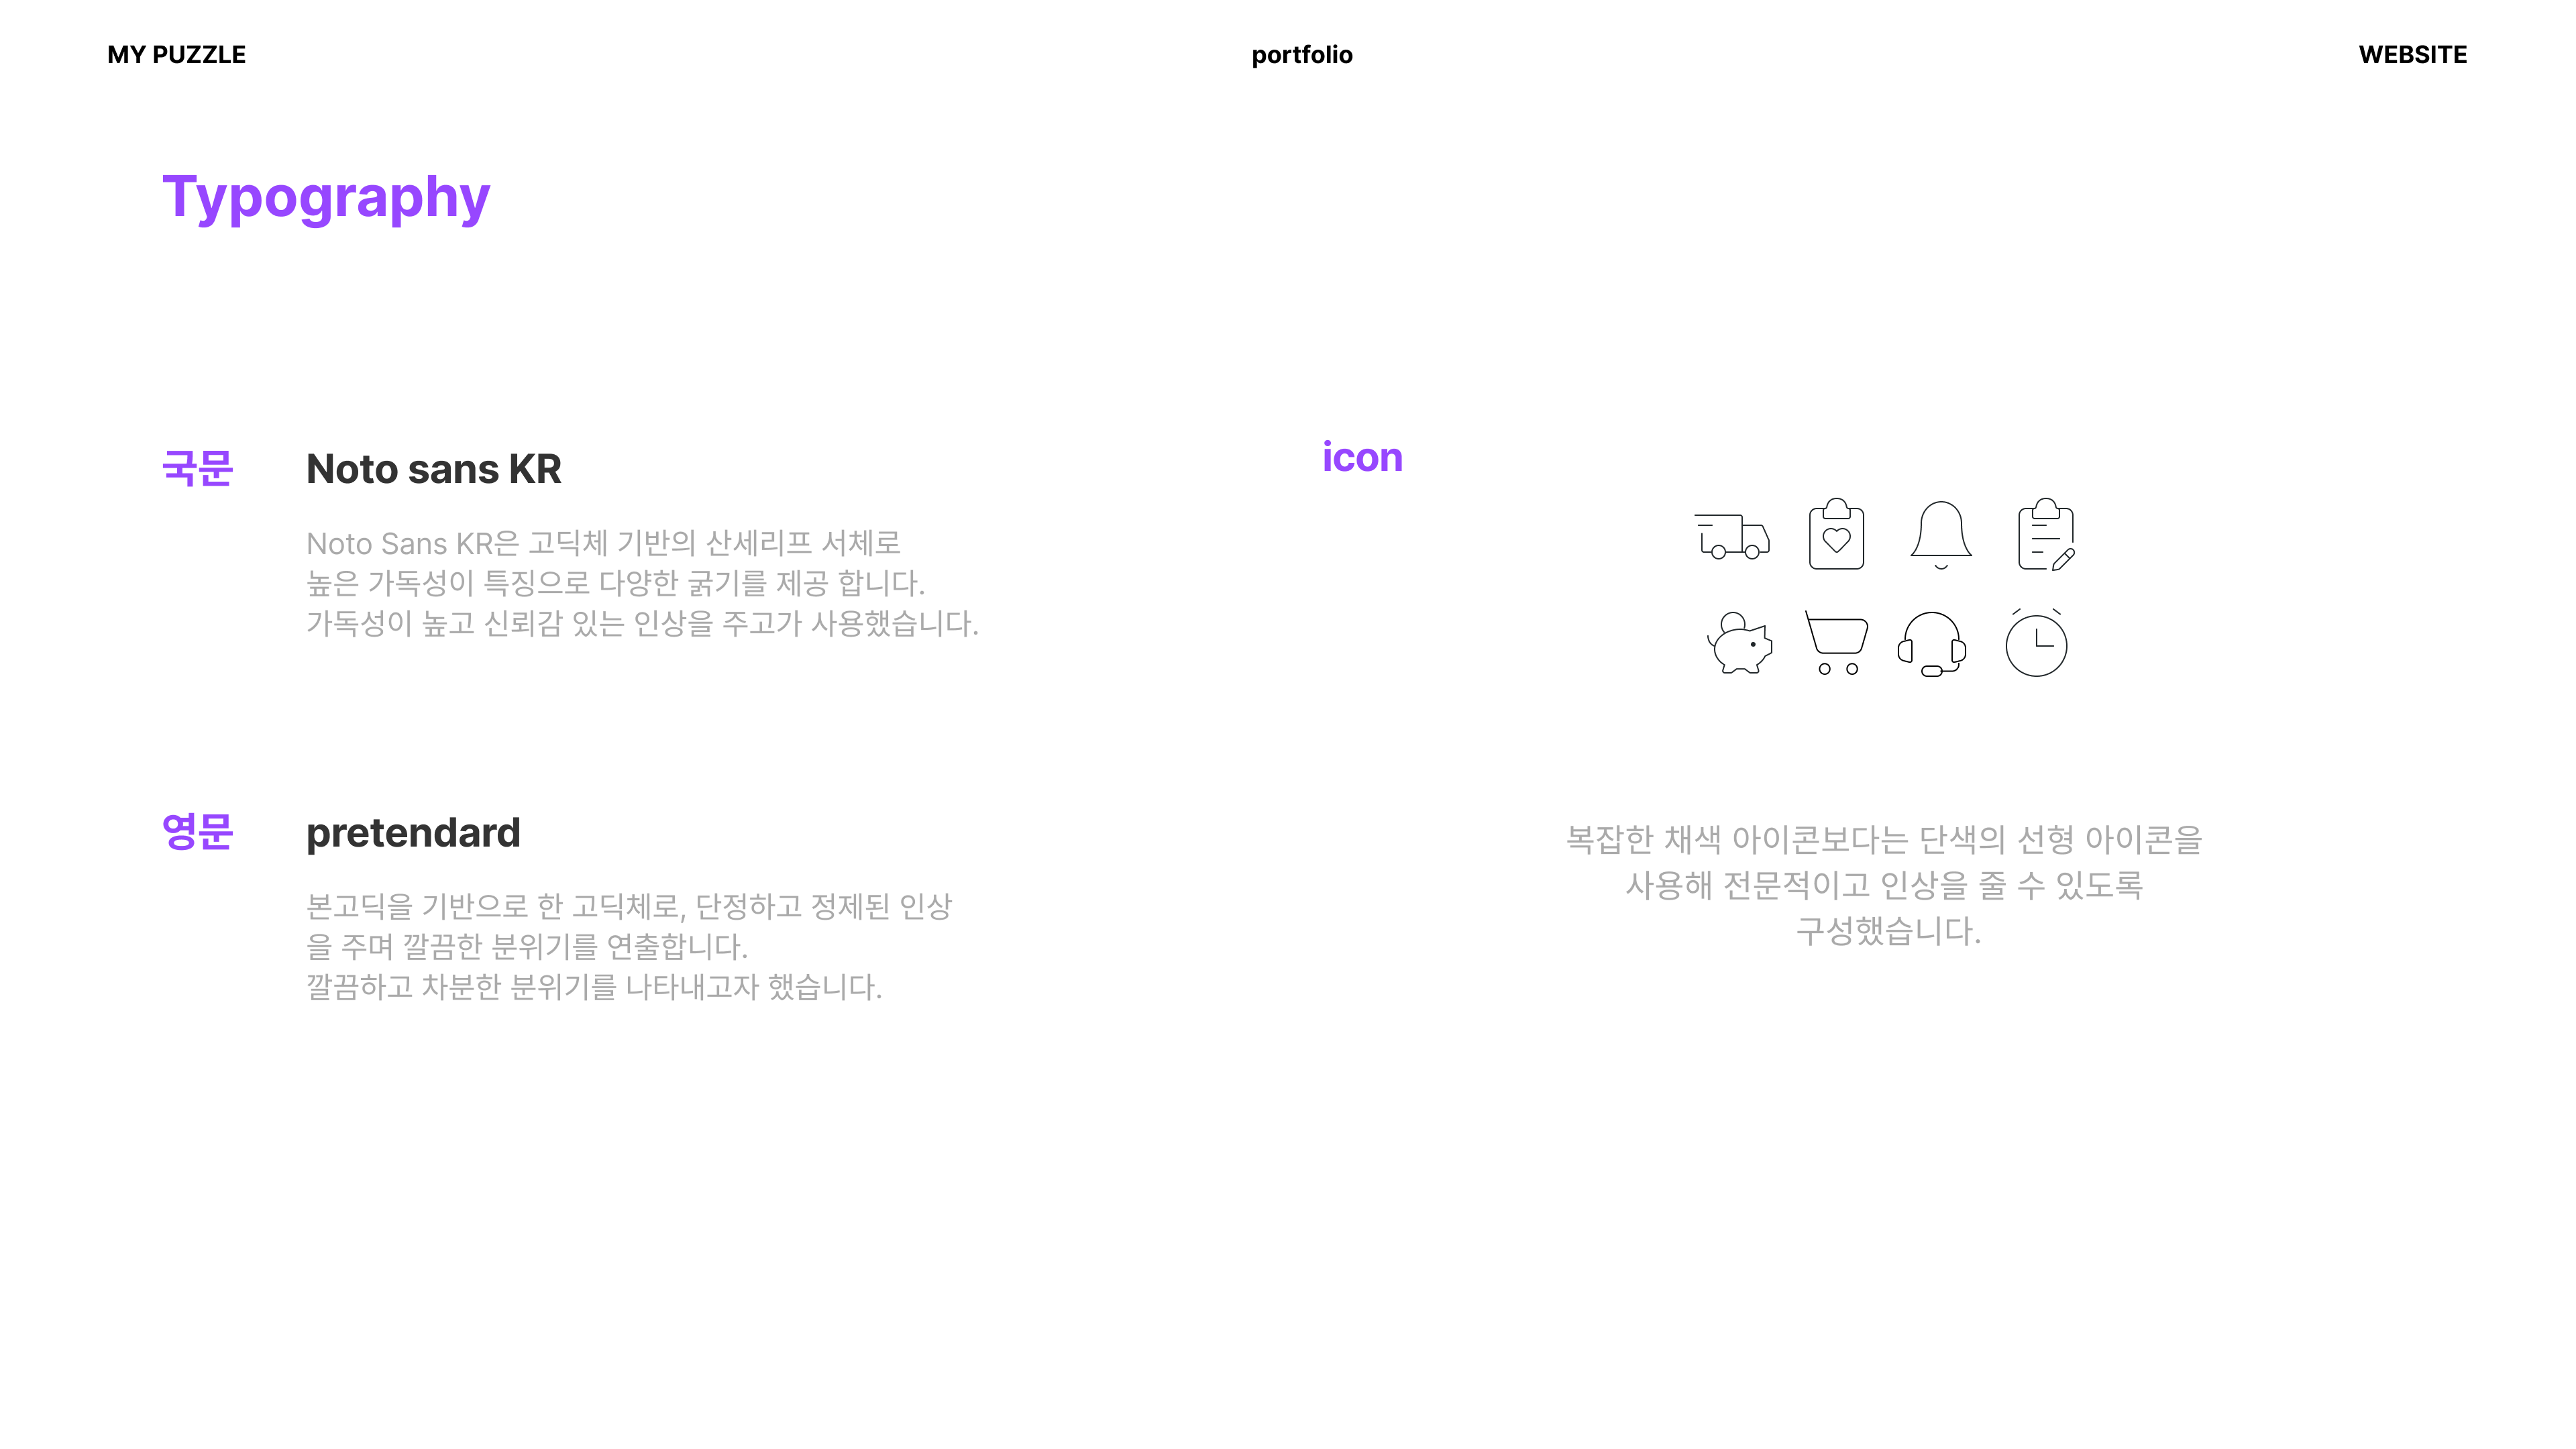 MY PUZZLE
portfolio
WEBSITE
Typography
국문
Noto sans KR
Noto Sans KR은 고딕체 기반의 산세리프 서체로
높은 가독성이 특징으로 다양한 굵기를 제공 합니다.
가독성이 높고 신뢰감 있는 인상을 주고가 사용했습니다.
영문
pretendard
본고딕을 기반으로 한 고딕체로, 단정하고 정제된 인상
을 주며 깔끔한 분위기를 연출합니다.
깔끔하고 차분한 분위기를 나타내고자 했습니다.
icon
복잡한 채색 아이콘보다는 단색의 선형 아이콘을
사용해 전문적이고 인상을 줄 수 있도록
구성했습니다.